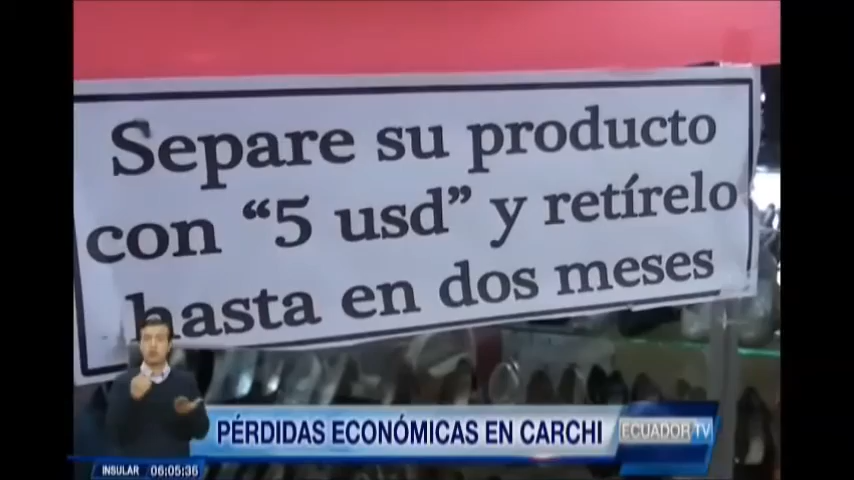 Separe su producto
con “5 usd” y retírelo
hasta en dos meses
PÉRDIDAS ECONÓMICAS EN CARCHI
ECUADOR TV
INSULAR 06:05:36